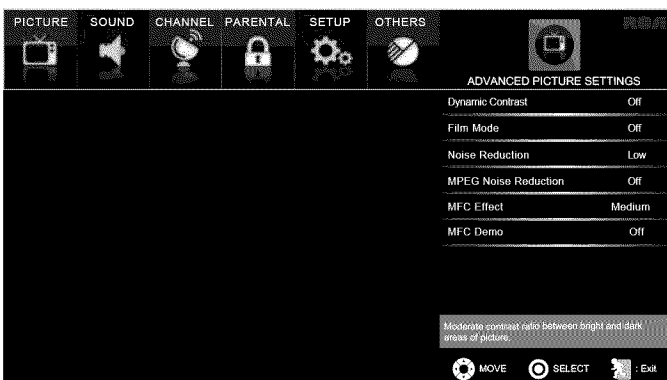 PICTURE SOUND CHANNEL PARENTAL SETUP OTHERS
RCA
ADVANCED PICTURE SETTINGS
Dynamic Contrast Off
Film Mode Off
Noise Reduction Low
MPEG Noise Reduction Off
MFC Effect Medium
MFC Demo Off
Moderate contrast ratio between bright and dark
areas of picture.
MOVE SELECT : Exit